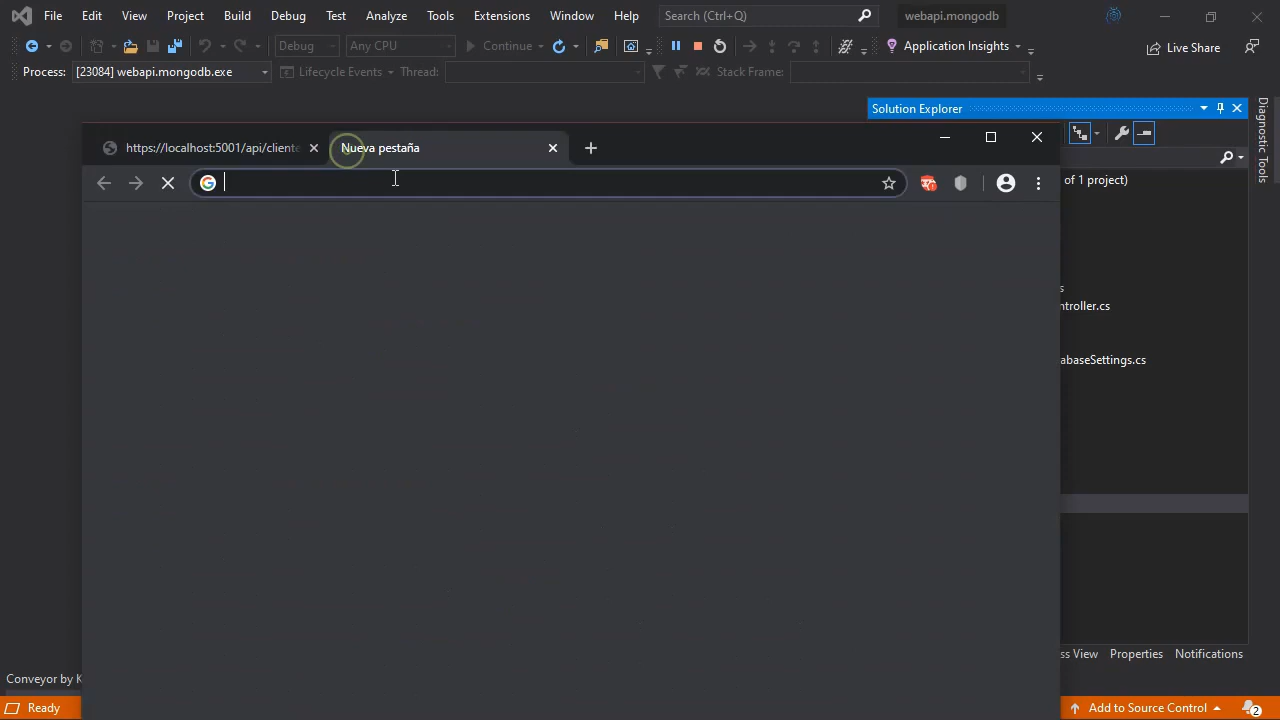 File Edit View Project Build Debug Test Analyze Tools Extensions Window Help Search (Ctrl+Q) webapi.mongodb
Debug Any CPU Continue Application Insights Live Share
Process: [23084] webapi.mongodb.exe Lifecycle Events Thread: Stack Frame:
Solution Explorer
Diagnostic Tools
https://localhost:5001/api/cliente Nueva pestaña
of 1 project)
s
ntroller.cs
abaseSettings.cs
ss View Properties Notifications
Conveyor by K
Ready Add to Source Control 2